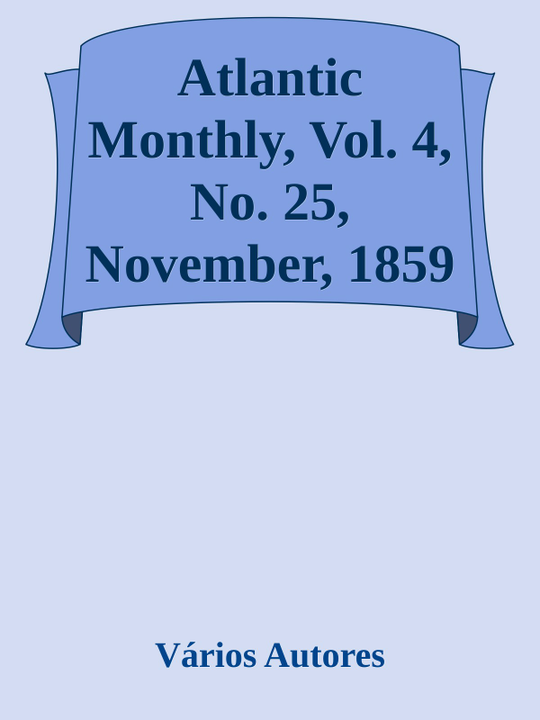 Atlantic
Monthly, Vol. 4,
No. 25,
November, 1859
Vários Autores